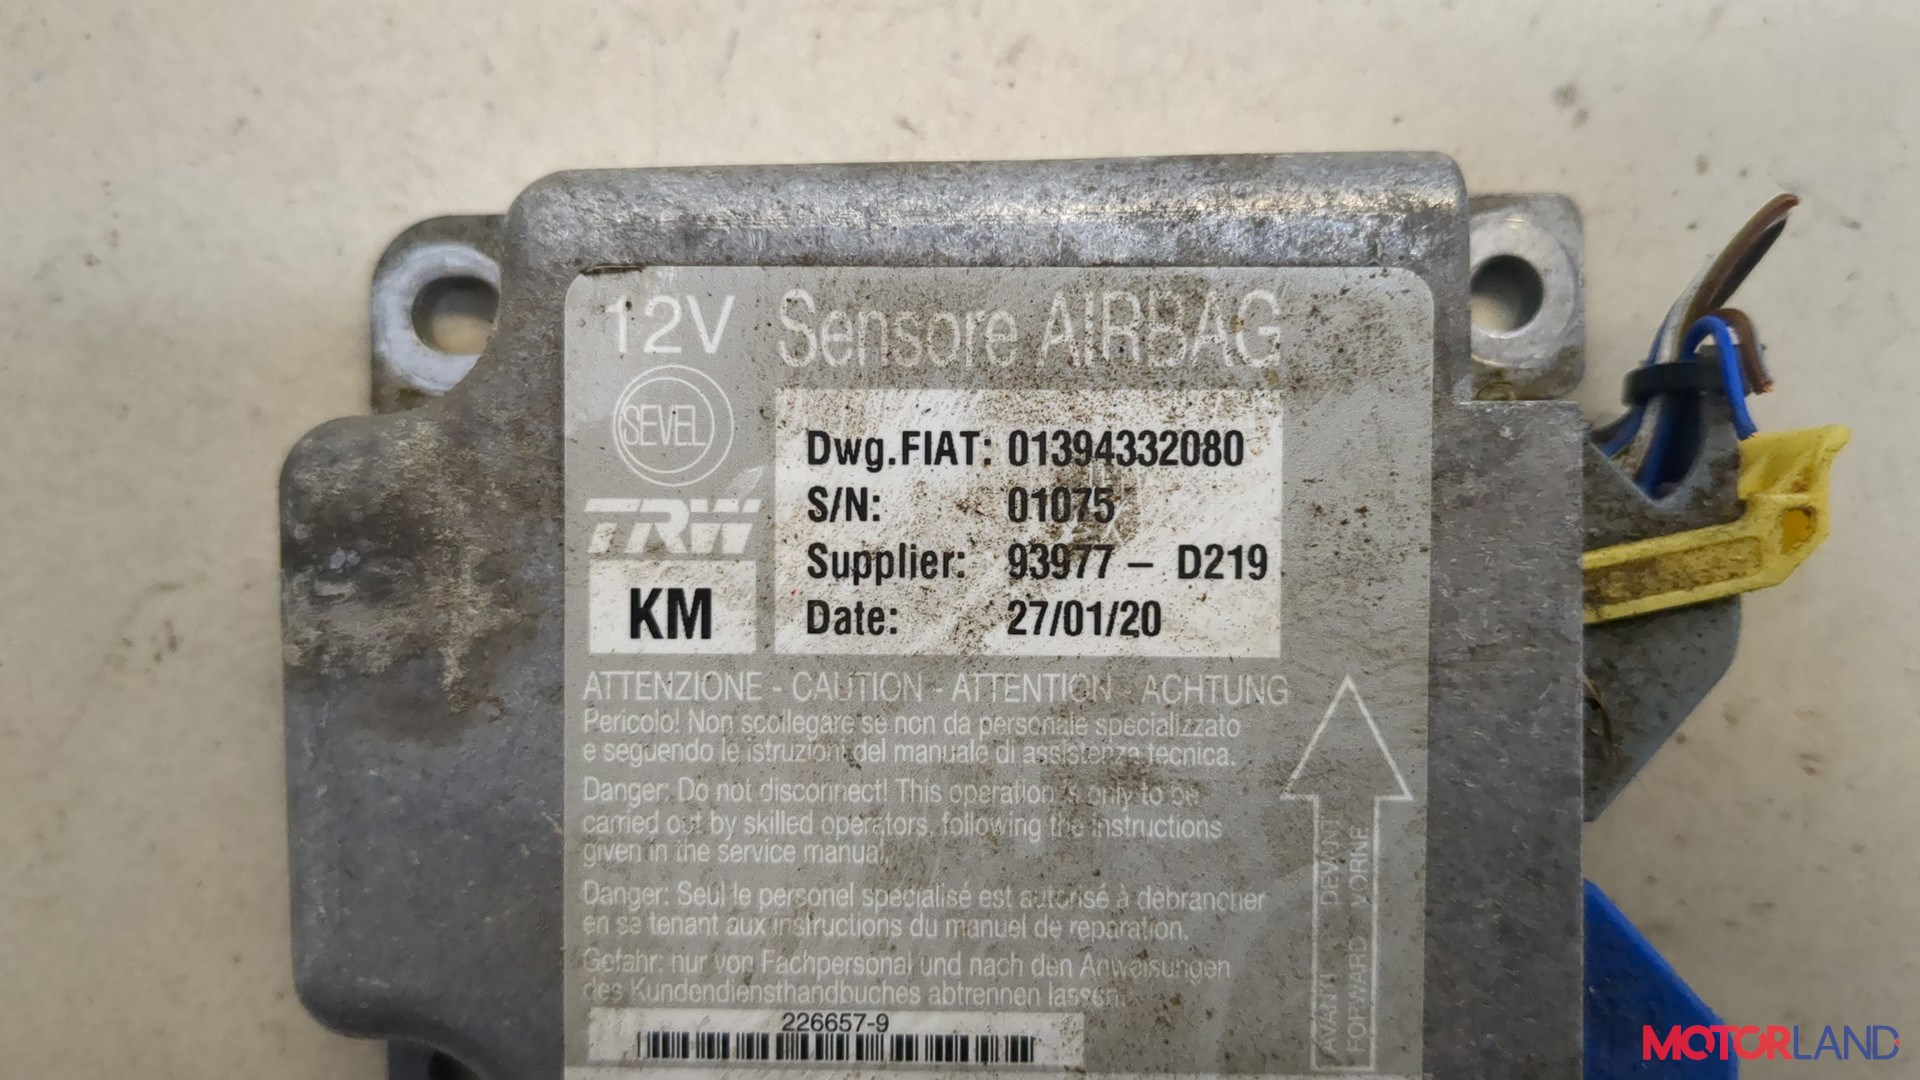 12V Sensore AIRBAG
SEVEL
TRW
KM
Dwg.FIAT: 01394332080
S/N: 01075
Supplier: 93977 - D219
Date: 27/01/20
ATTENZIONE - CAUTION - ATTENTION - ACHTUNG
Pericolo! Non scollegare se non da personale specializzato
e seguendo le istruzioni del manuale di assistenza tecnica.
Danger: Do not disconnect! This operation is only to be
carried out by skilled operators, following the instructions
given in the service manual.
Danger: Seul le personel specialisé est autorisé à debrancher
en se tenant aux instructions du manuel de reparation.
Gefahr: nur von Fachpersonal und nach den Anweisungen
des Kundendiensthandbuches abtrennen lassen.
AVANTI DEVANT
FORWARD VORNE
226657-9
MOTORLAND